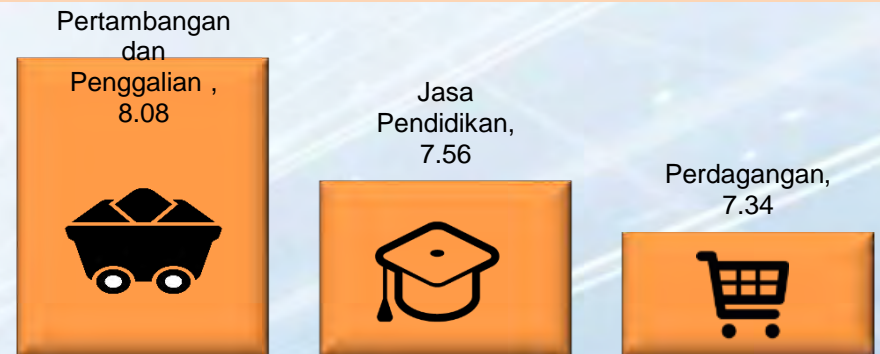 Pertambangan
dan
Penggalian ,
8.08
Jasa
Pendidikan,
7.56
Perdagangan,
7.34